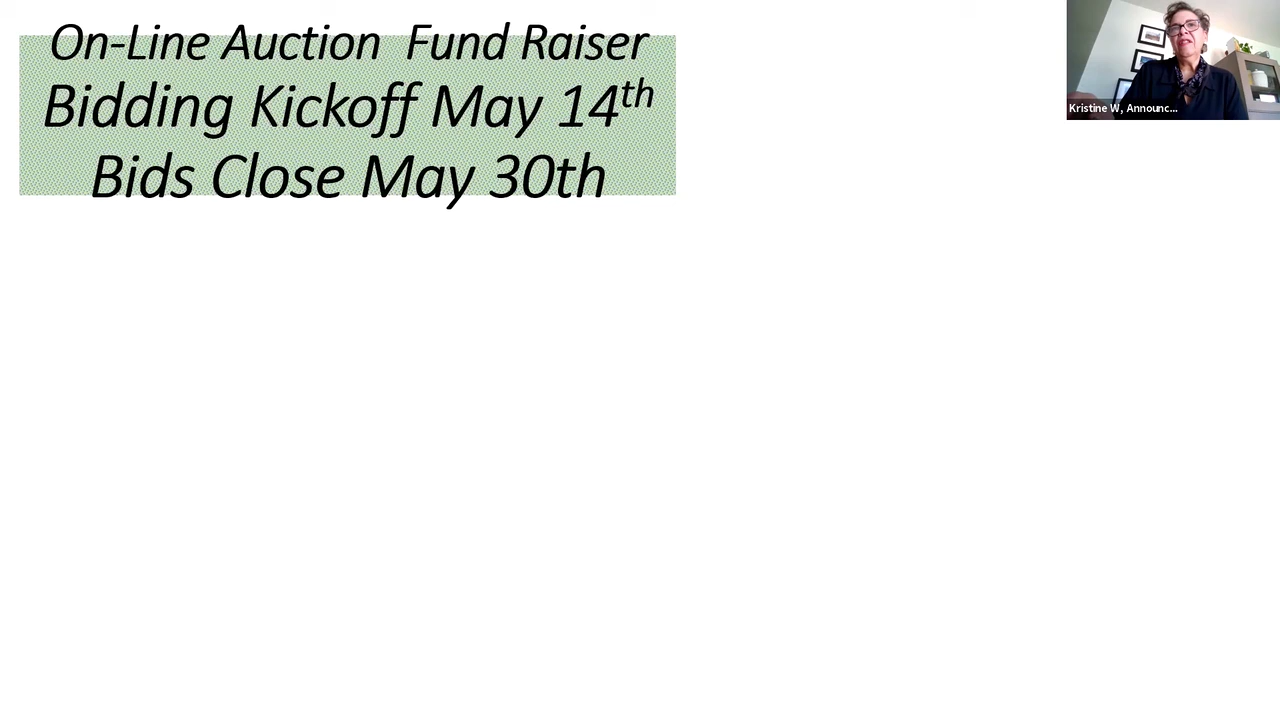 On-Line Auction  Fund Raiser
Bidding Kickoff May 14th
Bids Close May 30th
Kristine W, Announc...